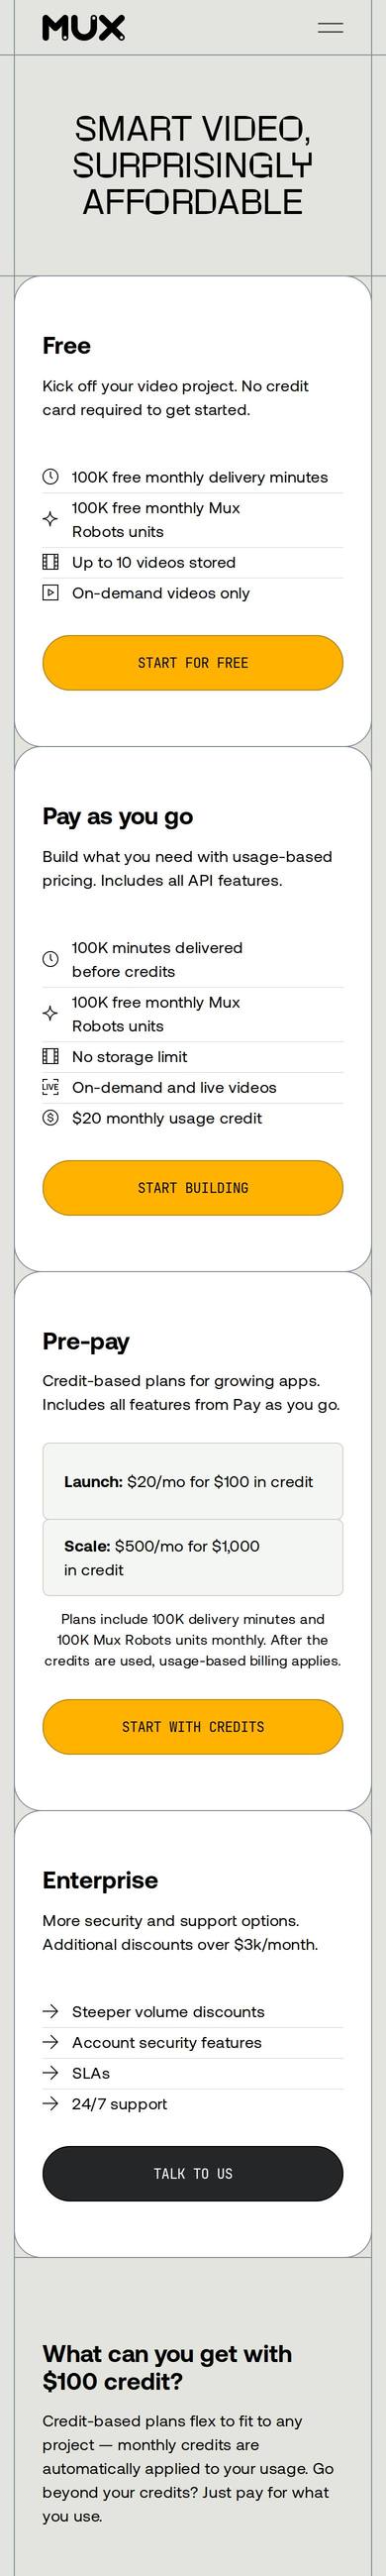 MUX
SMART VIDEO,
SURPRISINGLY
AFFORDABLE
Free
Kick off your video project. No credit
card required to get started.
100K free monthly delivery minutes
100K free monthly Mux
Robots units
Up to 10 videos stored
On-demand videos only
START FOR FREE
Pay as you go
Build what you need with usage-based
pricing. Includes all API features.
100K minutes delivered
before credits
100K free monthly Mux
Robots units
No storage limit
LIVE On-demand and live videos
$20 monthly usage credit
START BUILDING
Pre-pay
Credit-based plans for growing apps.
Includes all features from Pay as you go.
Launch: $20/mo for $100 in credit
Scale: $500/mo for $1,000
in credit
Plans include 100K delivery minutes and
100K Mux Robots units monthly. After the
credits are used, usage-based billing applies.
START WITH CREDITS
Enterprise
More security and support options.
Additional discounts over $3k/month.
Steeper volume discounts
Account security features
SLAs
24/7 support
TALK TO US
What can you get with
$100 credit?
Credit-based plans flex to fit to any
project — monthly credits are
automatically applied to your usage. Go
beyond your credits? Just pay for what
you use.